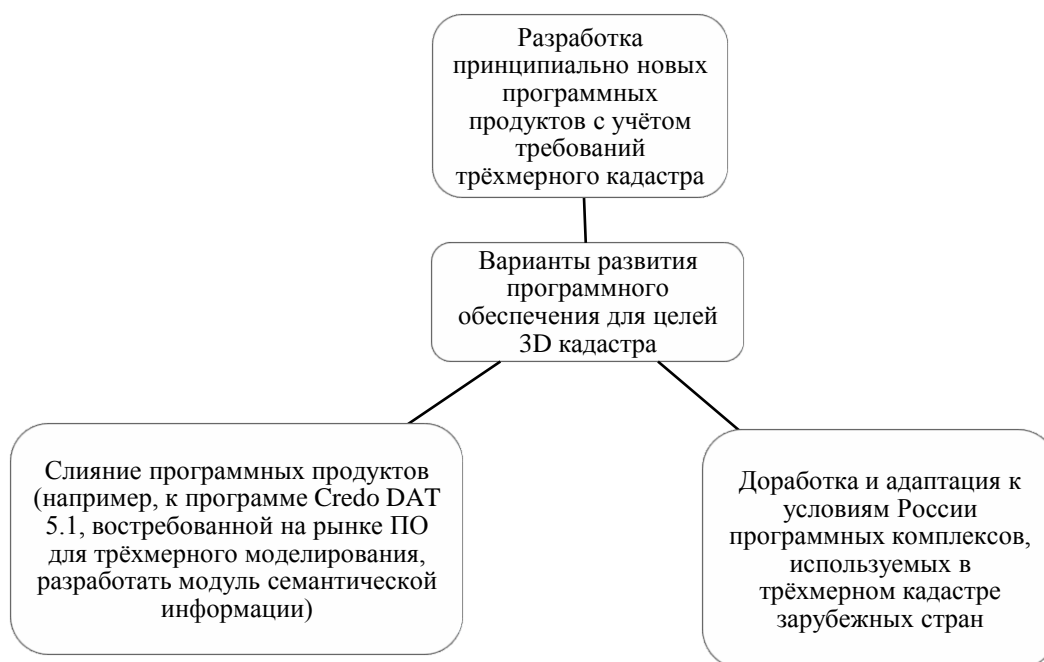 Разработка
принципиально новых
программных
продуктов с учётом
требований
трёхмерного кадастра
Варианты развития
программного
обеспечения для целей
3D кадастра
Слияние программных продуктов
(например, к программе Credo DAT
5.1, востребованной на рынке ПО
для трёхмерного моделирования,
разработать модуль семантической
информации)
Доработка и адаптация к
условиям России
программных комплексов,
используемых в
трёхмерном кадастре
зарубежных стран